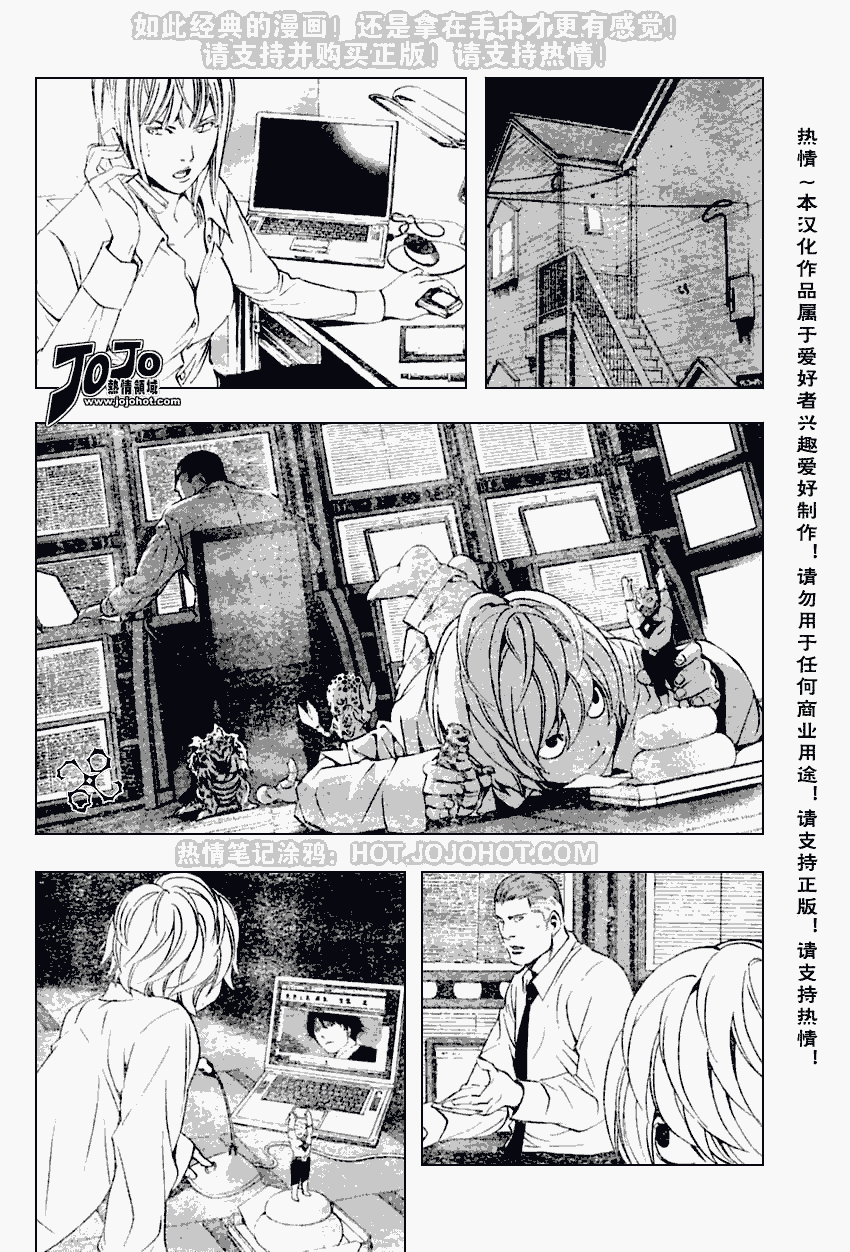 如此经典的漫画！还是拿在手中才更有感觉！
请支持并购买正版！请支持热情！
热情～本汉化作品属于爱好者兴趣爱好制作！请勿用于任何商业用途！请支持正版！请支持热情！
JOJO
熱情領域
www.jojohot.com
热情笔记涂鸦：HOT.JOJOHOT.COM